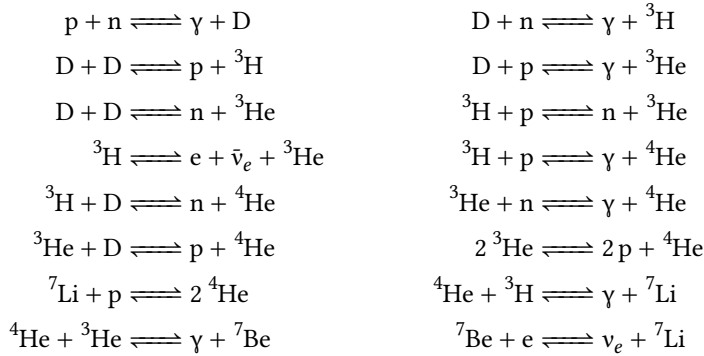 p + n ⇌ γ + D    D + n ⇌ γ + ³H
D + D ⇌ p + ³H    D + p ⇌ γ + ³He
D + D ⇌ n + ³He    ³H + p ⇌ n + ³He
³H ⇌ e + ν̄ₑ + ³He    ³H + p ⇌ γ + ⁴He
³H + D ⇌ n + ⁴He    ³He + n ⇌ γ + ⁴He
³He + D ⇌ p + ⁴He    2 ³He ⇌ 2 p + ⁴He
⁷Li + p ⇌ 2 ⁴He    ⁴He + ³H ⇌ γ + ⁷Li
⁴He + ³He ⇌ γ + ⁷Be    ⁷Be + e ⇌ νₑ + ⁷Li